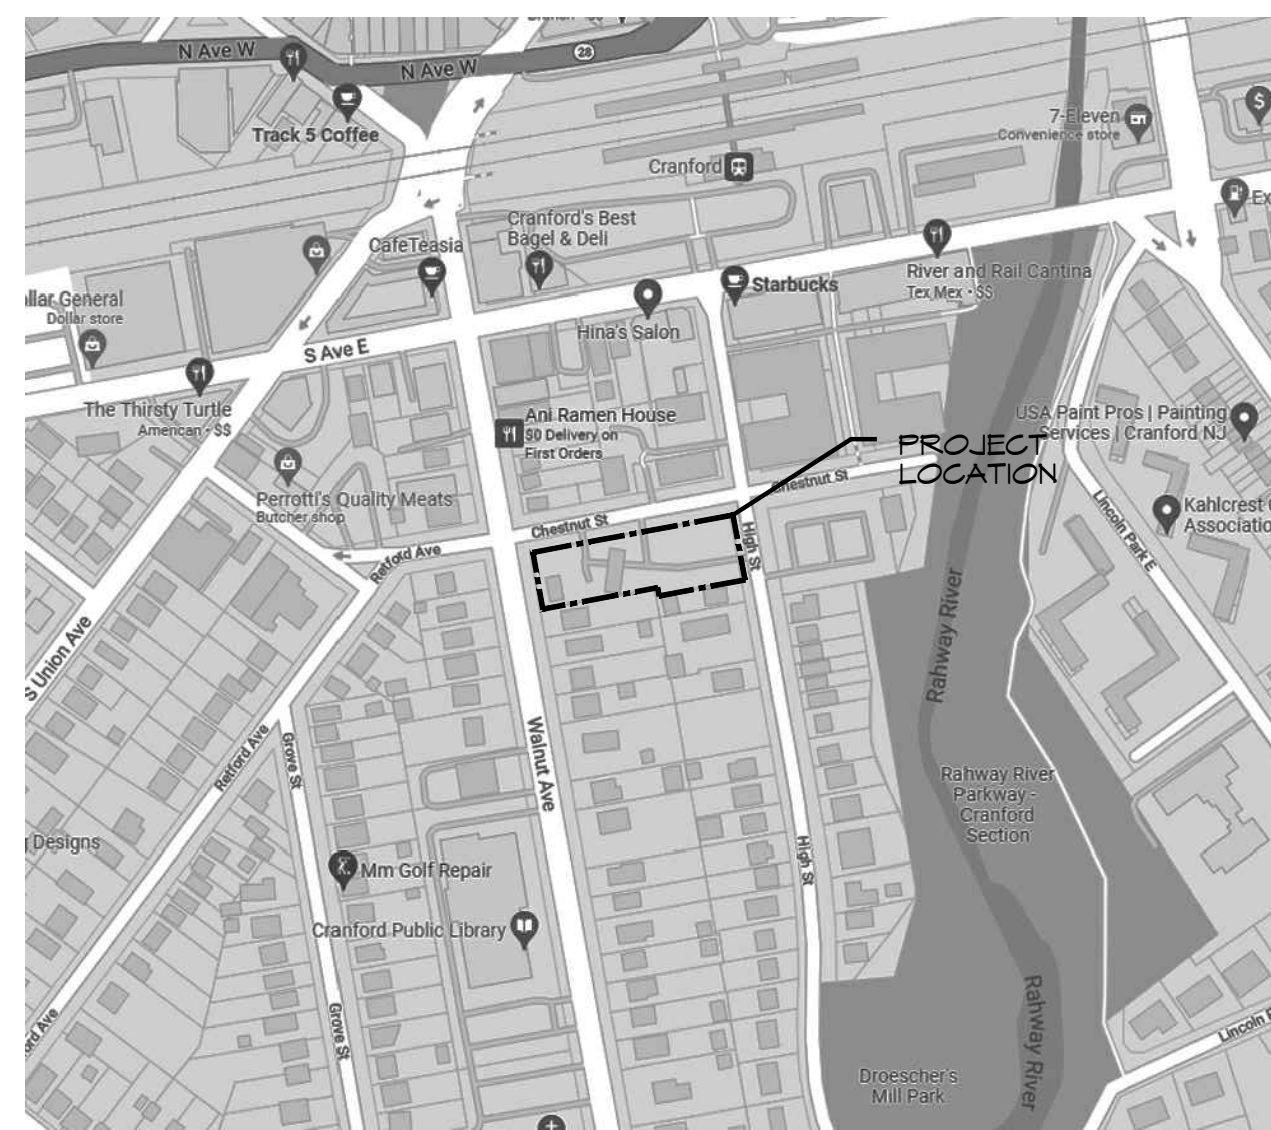 N Ave W
N Ave W
28
Track 5 Coffee
7-Eleven
Convenience store
$
Cranford
Ex
Cranford's Best
Bagel & Deli
CafeTeasia
River and Rail Cantina
Tex Mex • $$
Starbucks
llar General
Dollar store
Hina's Salon
S Ave E
The Thirsty Turtle
American • $$
Ani Ramen House
$0 Delivery on
First Orders
USA Paint Pros | Painting
Services | Cranford NJ
PROJECT
LOCATION
Chestnut St
Perrotti's Quality Meats
Butcher shop
Kahlcrest
Associatio
Lincoln Park E
Chestnut St
High St
Retford Ave
Rahway River
S Union Ave
Retford Ave
Grove St
Walnut Ave
Rahway River
Parkway -
Cranford
Section
Designs
Mm Golf Repair
High St
Cranford Public Library
Rahway River
Grove St
ord Ave
Lincoln
Droescher's
Mill Park